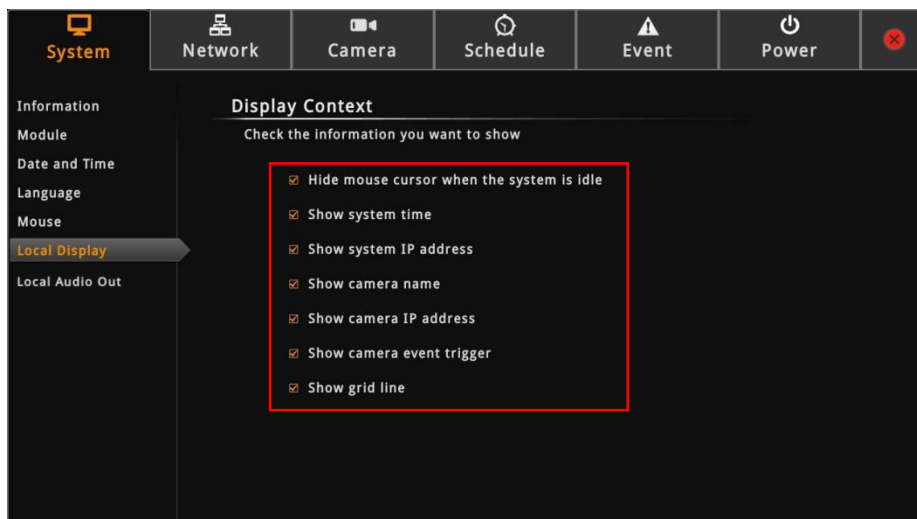 System
Network
Camera
Schedule
Event
Power
Information
Module
Date and Time
Language
Mouse
Local Display
Local Audio Out
Display Context
Check the information you want to show
Hide mouse cursor when the system is idle
Show system time
Show system IP address
Show camera name
Show camera IP address
Show camera event trigger
Show grid line